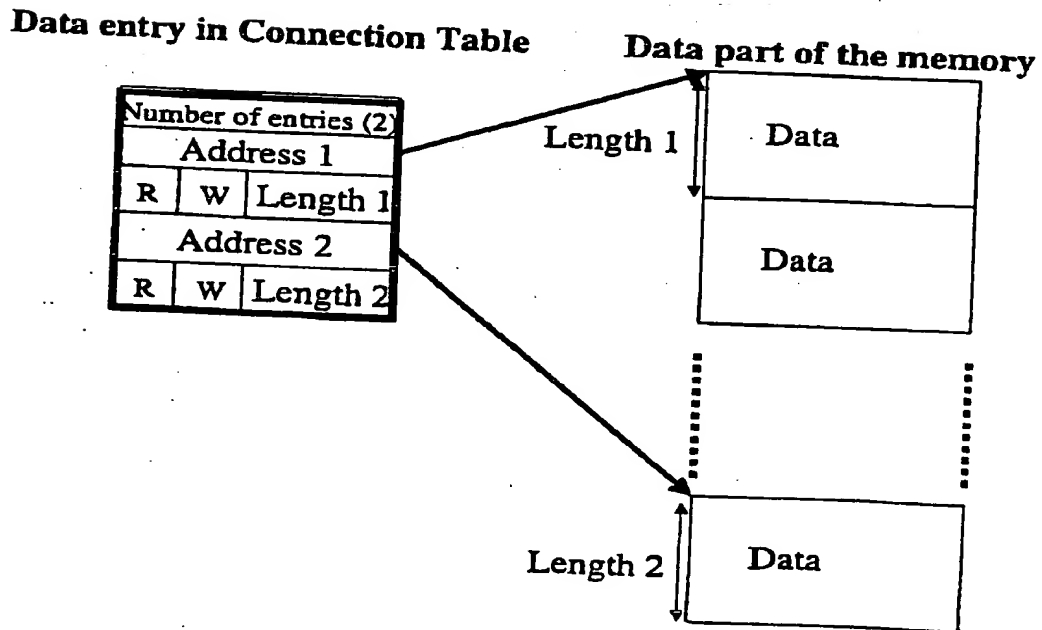 Data entry in Connection Table
Data part of the memory
Number of entries (2)
Address 1
R W Length 1
Address 2
R W Length 2
Length 1
Data
Data
Length 2
Data